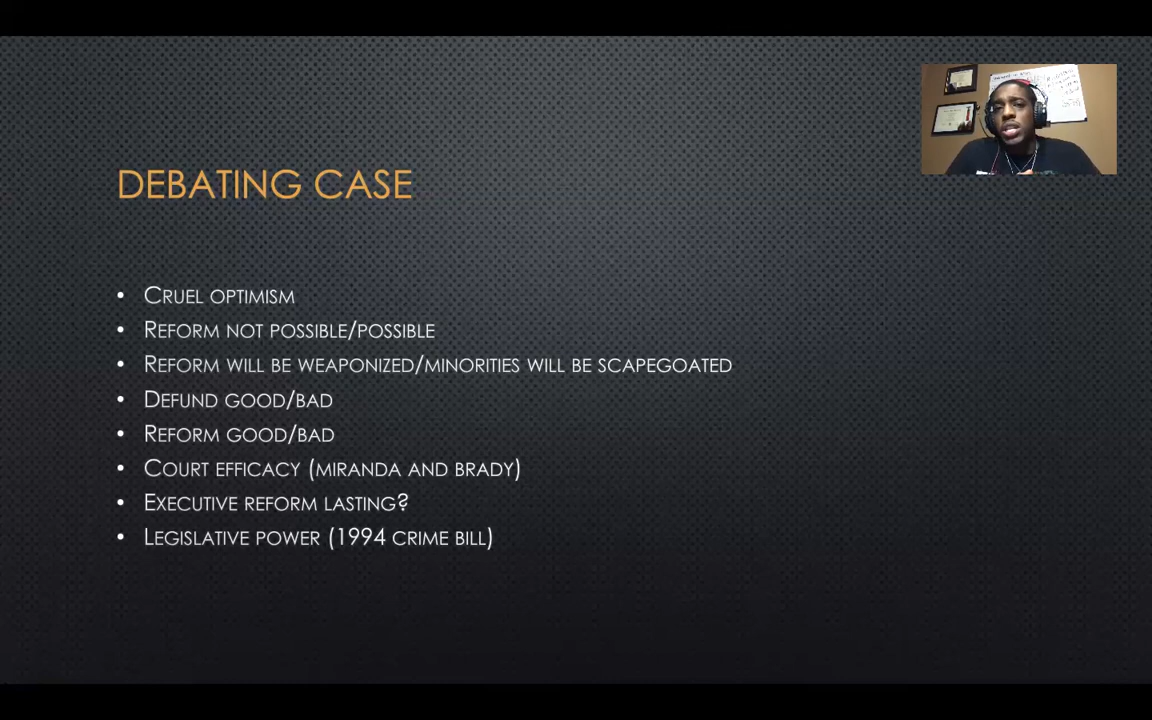 DEBATING CASE
• CRUEL OPTIMISM
• REFORM NOT POSSIBLE/POSSIBLE
• REFORM WILL BE WEAPONIZED/MINORITIES WILL BE SCAPEGOATED
• DEFUND GOOD/BAD
• REFORM GOOD/BAD
• COURT EFFICACY (MIRANDA AND BRADY)
• EXECUTIVE REFORM LASTING?
• LEGISLATIVE POWER (1994 CRIME BILL)